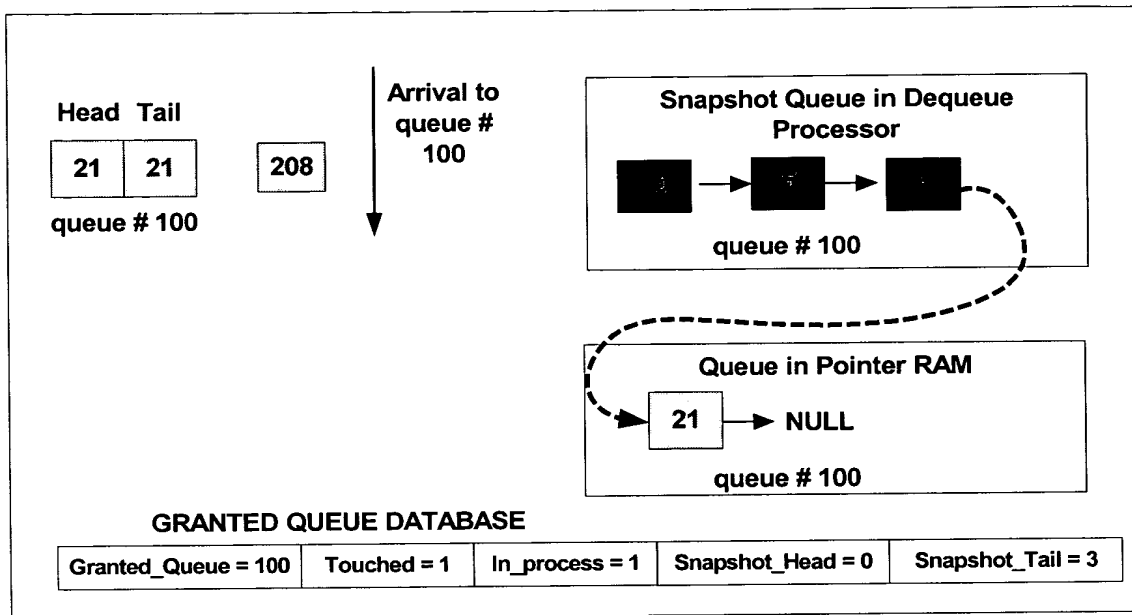 Head Tail
21 21
208
queue # 100
Arrival to
queue #
100
Snapshot Queue in Dequeue
Processor
queue # 100
Queue in Pointer RAM
21
NULL
queue # 100
GRANTED QUEUE DATABASE
Granted_Queue = 100 Touched = 1 In_process = 1 Snapshot_Head = 0 Snapshot_Tail = 3